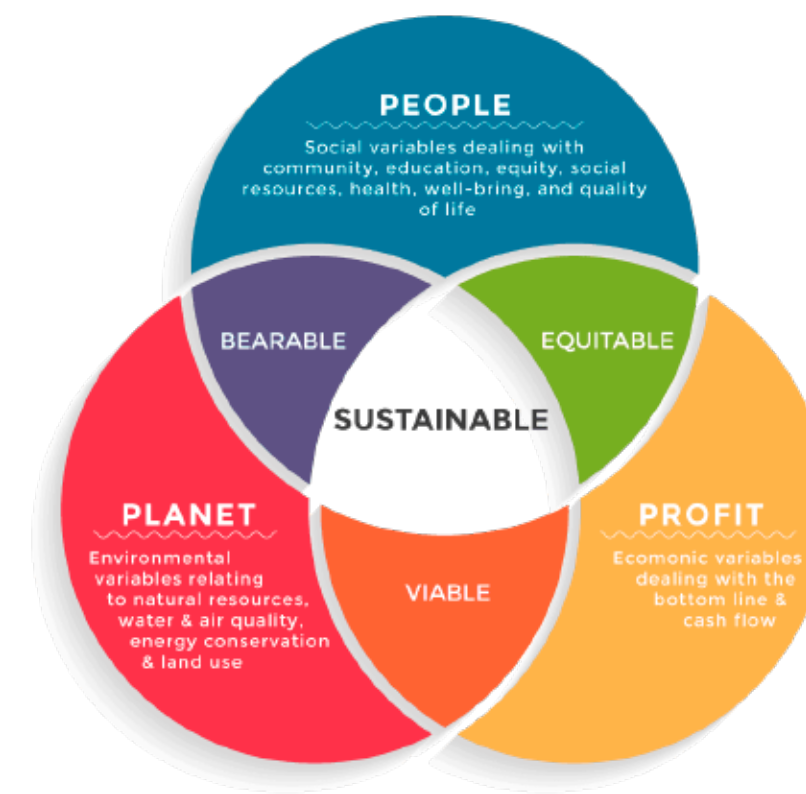 PEOPLE
Social variables dealing with
community, education, equity, social
resources, health, well-bring, and quality
of life
BEARABLE
EQUITABLE
SUSTAINABLE
PLANET
Environmental
variables relating
to natural resources,
water & air quality,
energy conservation
& land use
VIABLE
PROFIT
Ecomonic variables
dealing with the
bottom line &
cash flow